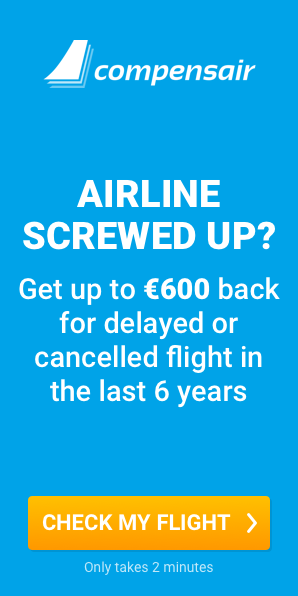 compensair
AIRLINE
SCREWED UP?
Get up to €600 back
for delayed or
cancelled flight in
the last 6 years
CHECK MY FLIGHT
Only takes 2 minutes